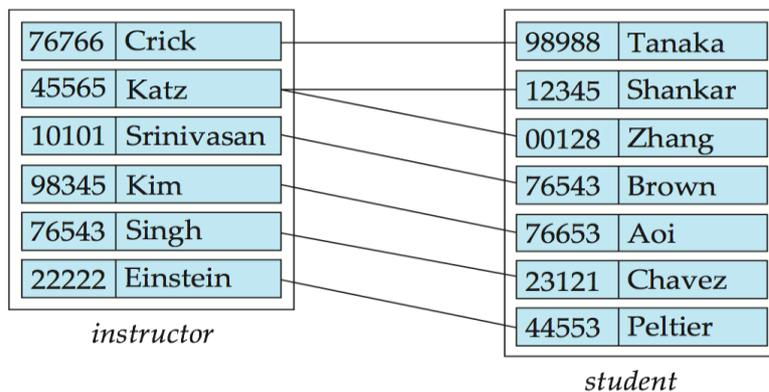 76766 Crick
45565 Katz
10101 Srinivasan
98345 Kim
76543 Singh
22222 Einstein
instructor
98988 Tanaka
12345 Shankar
00128 Zhang
76543 Brown
76653 Aoi
23121 Chavez
44553 Peltier
student